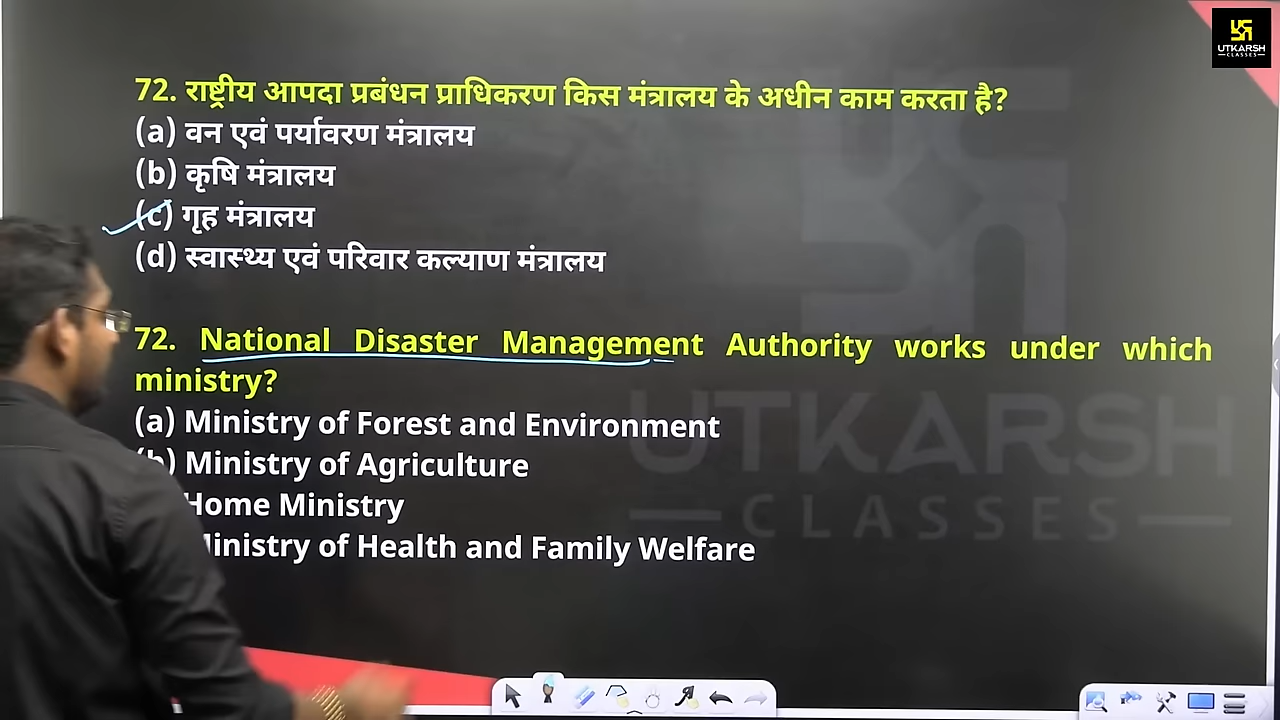 UTKARSH
CLASSES
72. राष्ट्रीय आपदा प्रबंधन प्राधिकरण किस मंत्रालय के अधीन काम करता है?
(a) वन एवं पर्यावरण मंत्रालय
(b) कृषि मंत्रालय
(c) गृह मंत्रालय
(d) स्वास्थ्य एवं परिवार कल्याण मंत्रालय
72. National Disaster Management Authority works under which
ministry?
(a) Ministry of Forest and Environment
(b) Ministry of Agriculture
Home Ministry
Ministry of Health and Family Welfare
UTKARSH
CLASSES